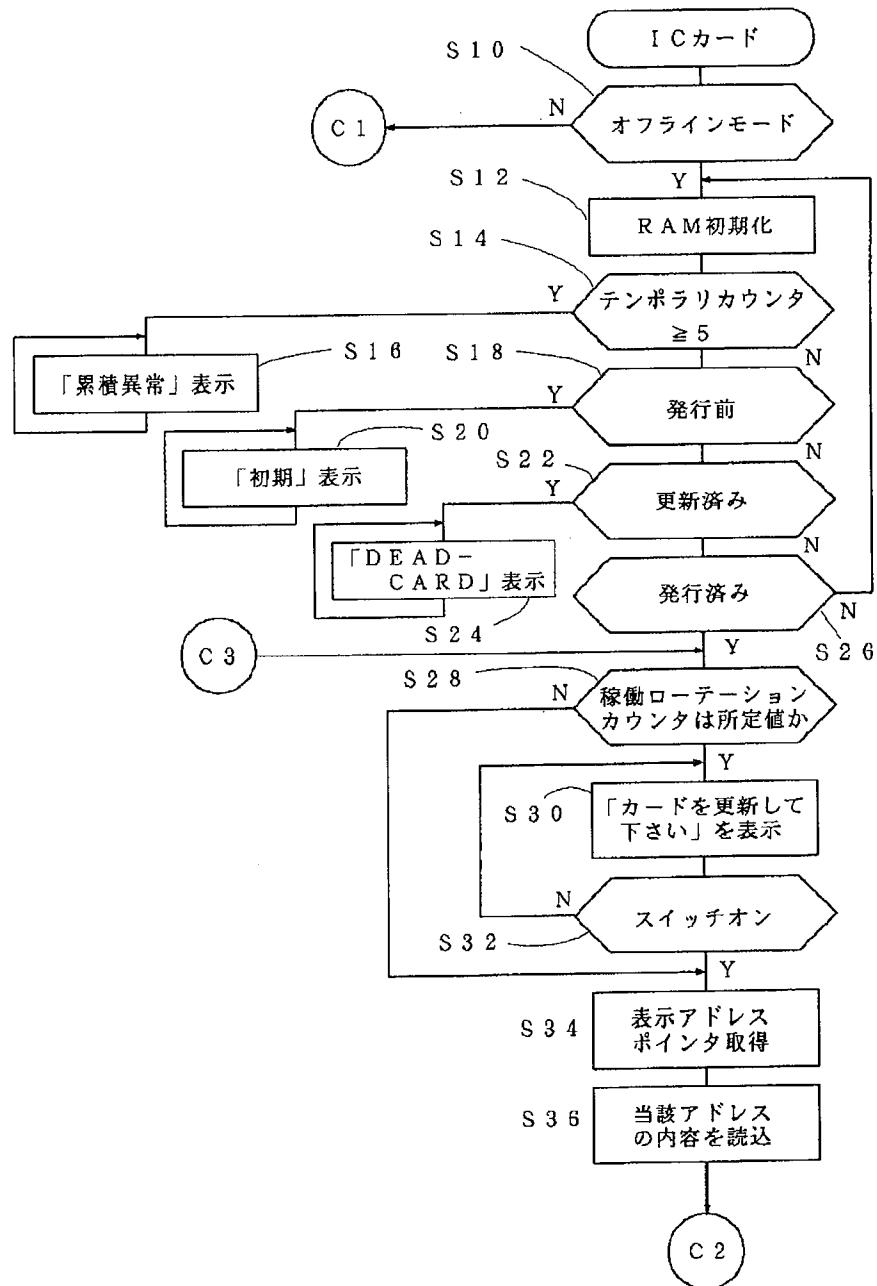 ICカード
S10
N
オフラインモード
C1
Y
S12
RAM初期化
S14
Y
テンポラリカウンタ
≧5
N
S16
「累積異常」表示
S18
Y
発行前
N
S20
「初期」表示
S22
Y
更新済み
N
「DEAD-
CARD」表示
S24
発行済み
N
S26
Y
C3
S28
N
稼働ローテーション
カウンタは所定値か
Y
S30
「カードを更新して
下さい」を表示
N
スイッチオン
S32
Y
S34
表示アドレス
ポインタ取得
S36
当該アドレス
の内容を読込
C2